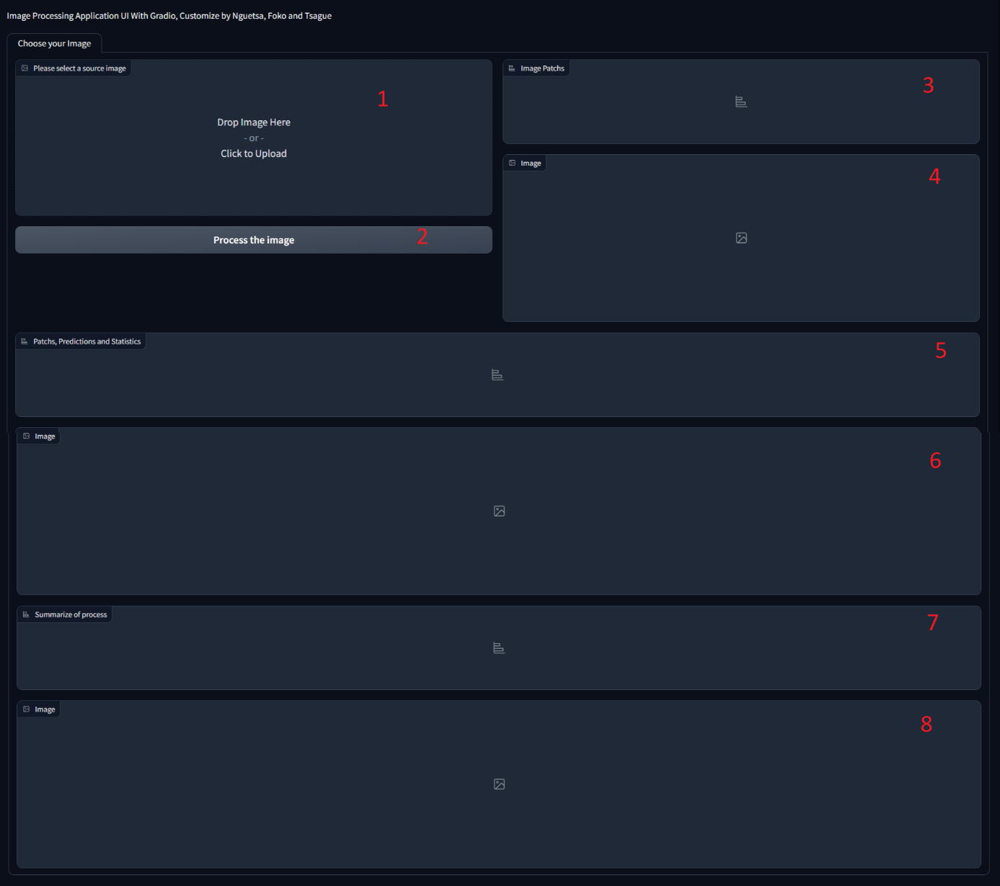 Image Processing Application UI With Gradio, Customize by Nguetsa, Foko and Tsague
Choose your Image
Please select a source image
1
Drop Image Here
- or -
Click to Upload
Process the image
2
Image Patchs
3
Image
4
Patchs, Predictions and Statistics
5
Image
6
Summarize of process
7
Image
8